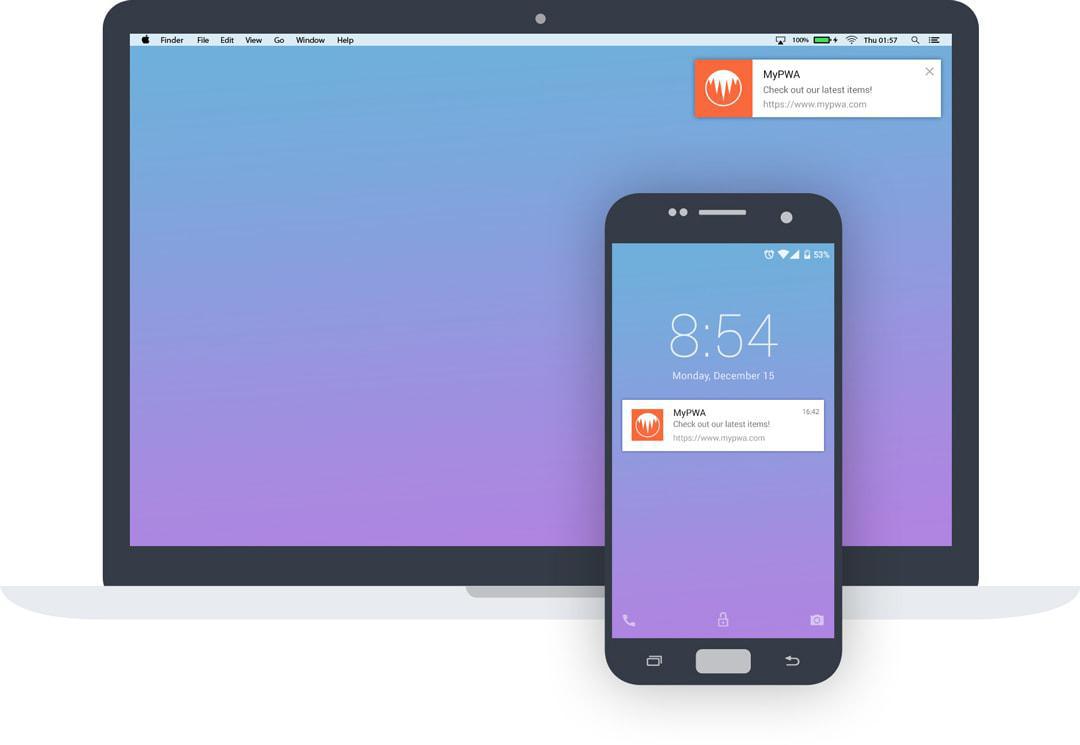 Finder File Edit View Go Window Help 100% Thu 01:57
MyPWA
Check out our latest items!
https://www.mypwa.com
53%
8:54
Monday, December 15
MyPWA 16:42
Check out our latest items!
https://www.mypwa.com